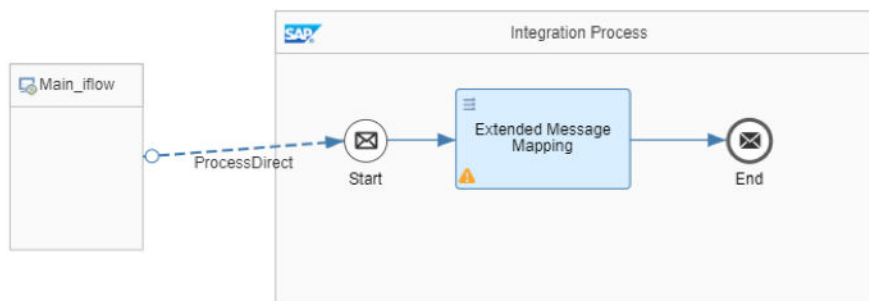 SAP
Integration Process
Main_iflow
ProcessDirect
Start
Extended Message
Mapping
End